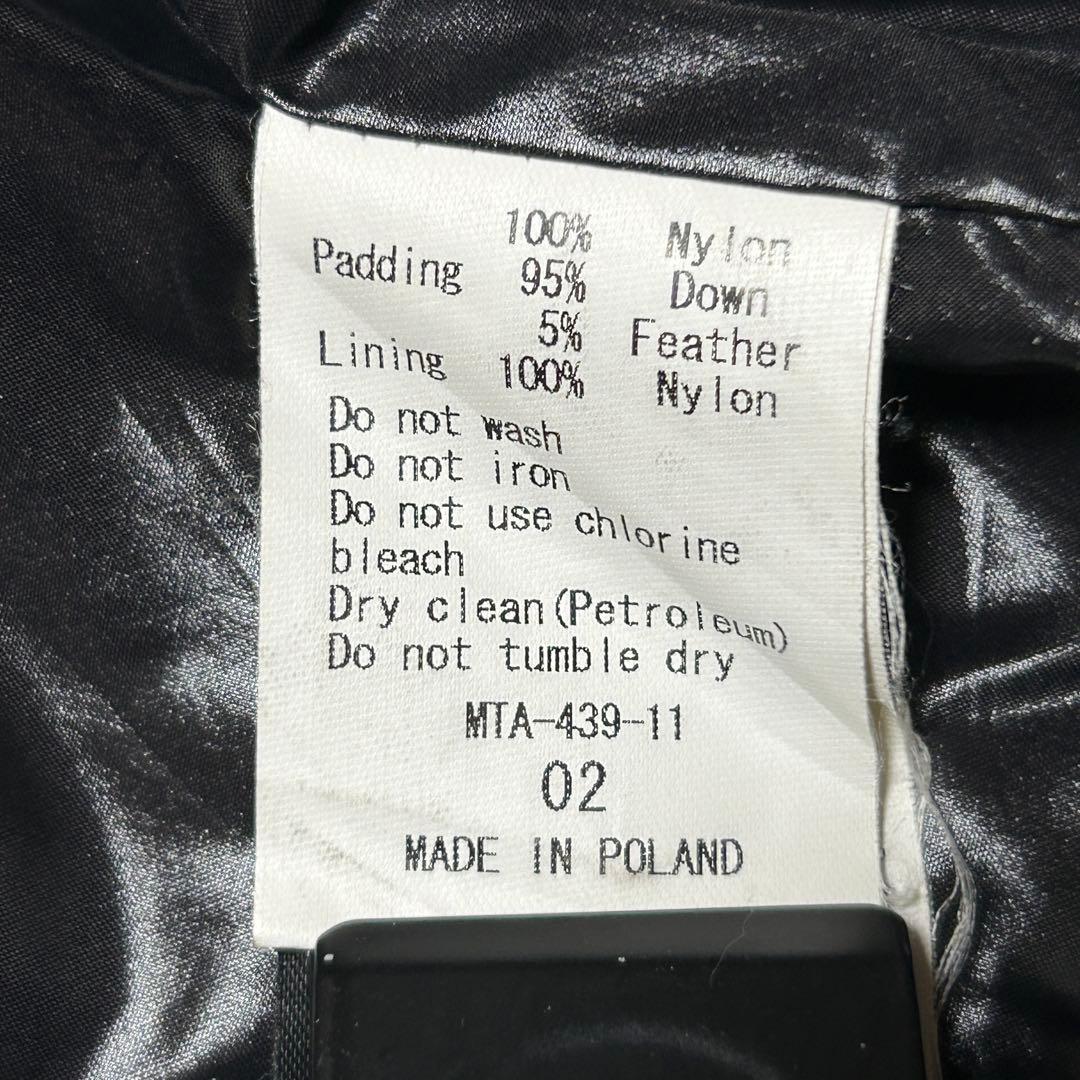 100% Nylon
Padding 95% Down
5% Feather
Lining 100% Nylon
Do not wash
Do not iron
Do not use chlorine
bleach
Dry clean(Petroleum)
Do not tumble dry
MTA-439-11
02
MADE IN POLAND